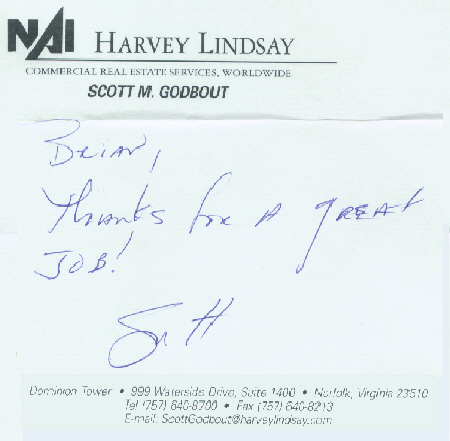 NAI HARVEY LINDSAY
COMMERCIAL REAL ESTATE SERVICES, WORLDWIDE
SCOTT M. GODBOUT
Brian,
Thanks for a great
JOB!
Scott
Dominion Tower • 999 Waterside Drive, Suite 1400 • Norfolk, Virginia 23510
Tel (757) 640-8700 • Fax (757) 640-8213
E-mail: ScottGodbout@harveylindsay.com